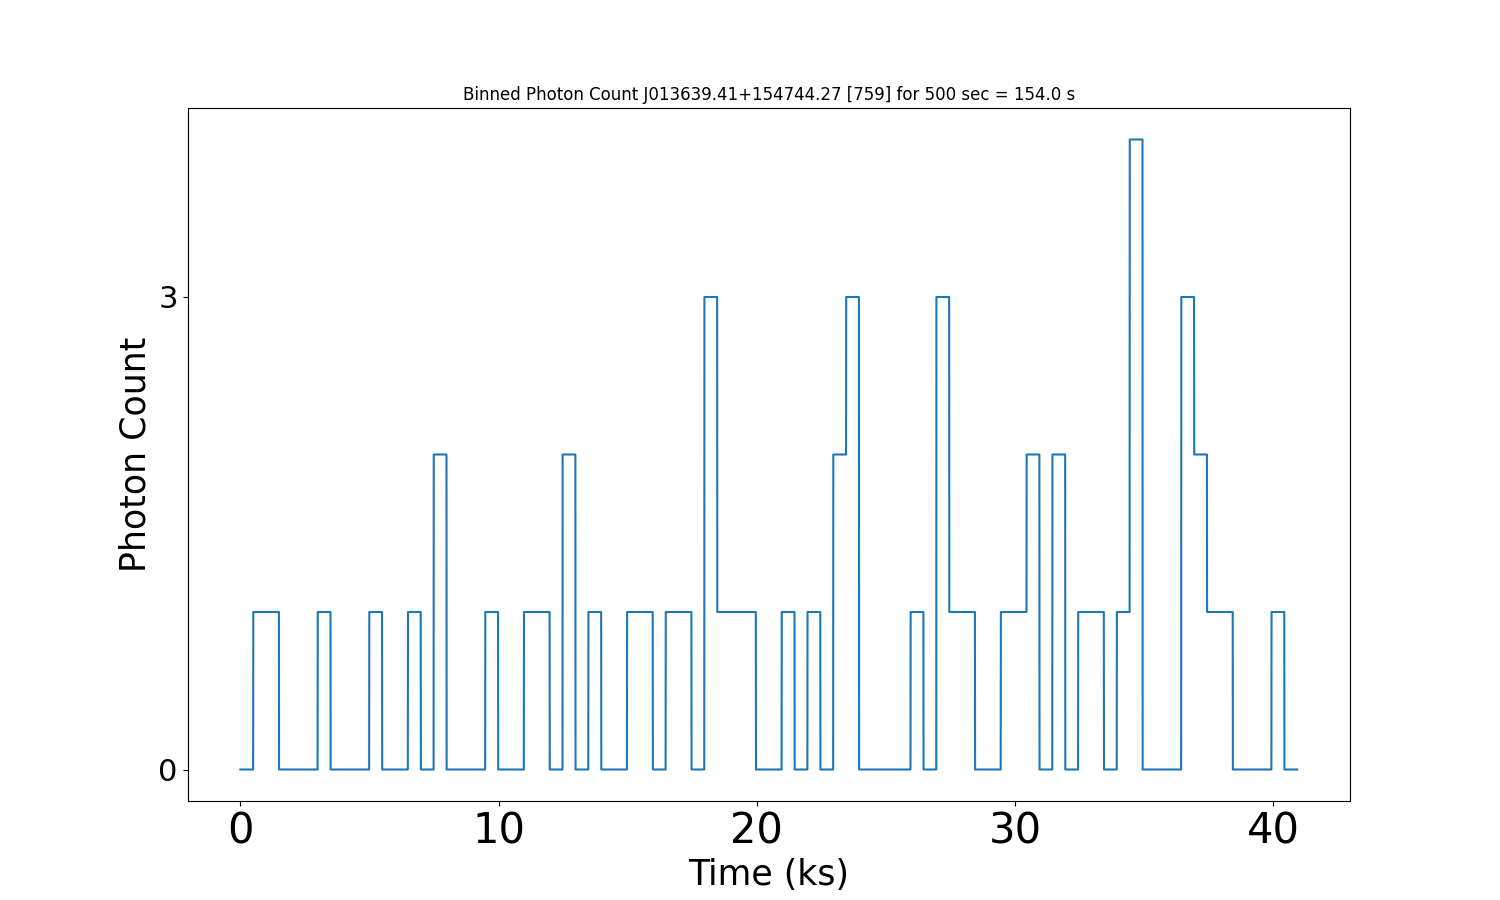 Binned Photon Count J013639.41+154744.27 [759] for 500 sec = 154.0 s
3
Photon Count
0
0 10 20 30 40
Time (ks)